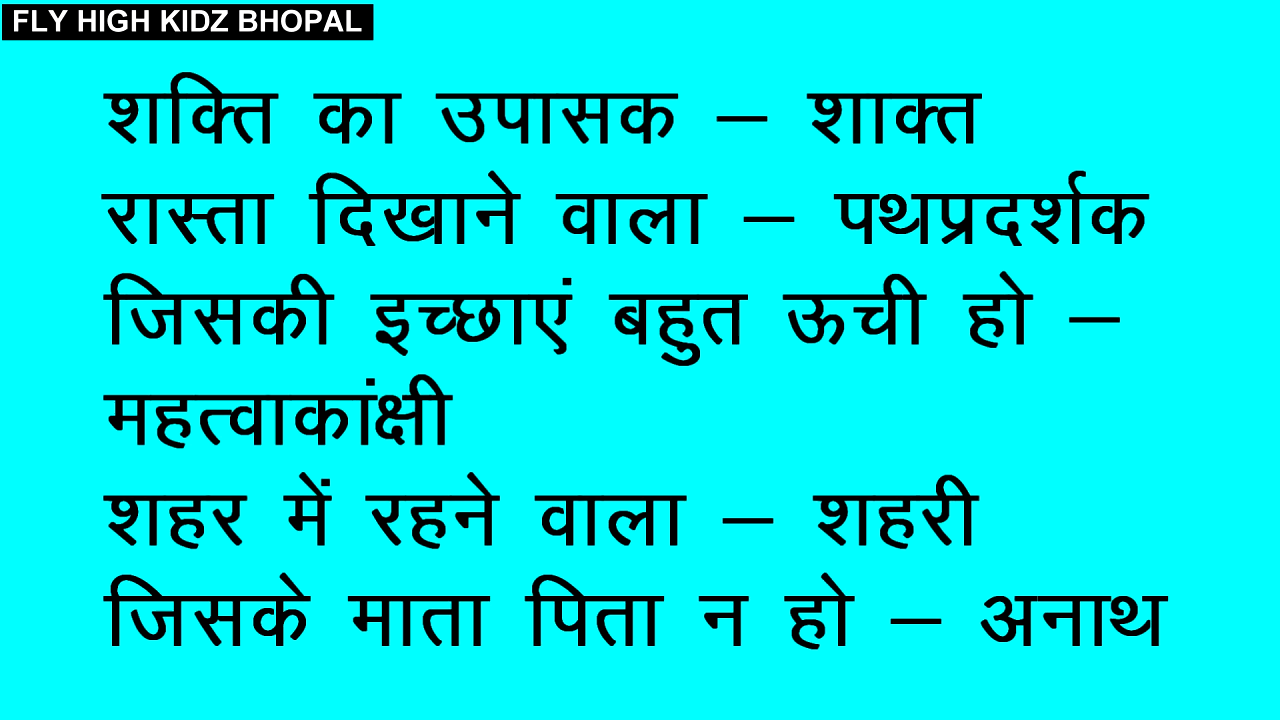 FLY HIGH KIDZ BHOPAL
शक्ति का उपासक – शाक्त
रास्ता दिखाने वाला – पथप्रदर्शक
जिसकी इच्छाएं बहुत ऊची हो –
महत्वाकांक्षी
शहर में रहने वाला – शहरी
जिसके माता पिता न हो – अनाथ